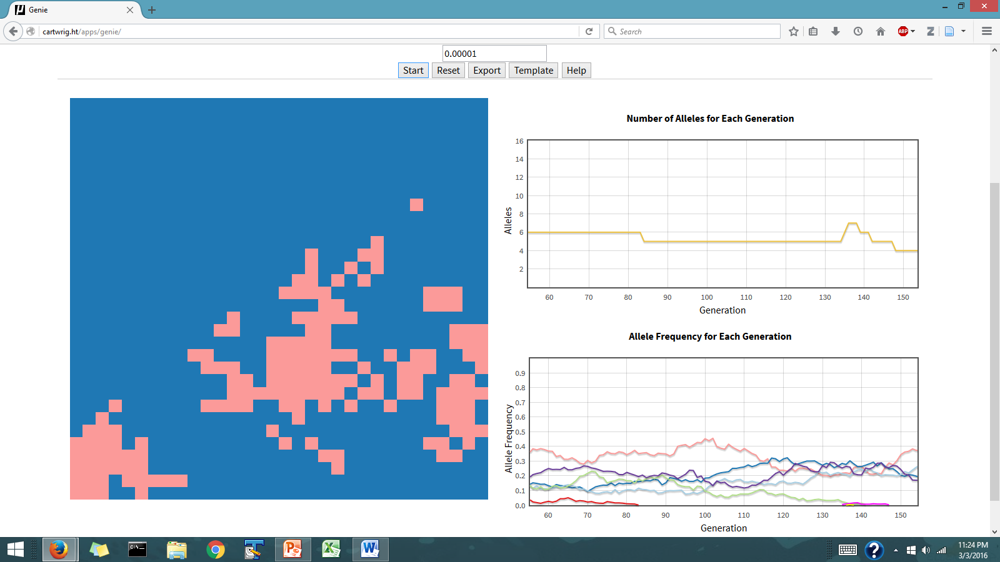 Genie
cartwrig.ht/apps/genie/
Search
ABP
Z
0.00001
Start Reset Export Template Help
Number of Alleles for Each Generation
16
14
12
10
8
6
4
2
Alleles
60 70 80 90 100 110 120 130 140 150
Generation
Allele Frequency for Each Generation
0.9
0.8
0.7
0.6
0.5
0.4
0.3
0.2
0.1
0.0
Allele Frequency
60 70 80 90 100 110 120 130 140 150
Generation
C:\.
T
P
X
W
?
11:24 PM
3/3/2016